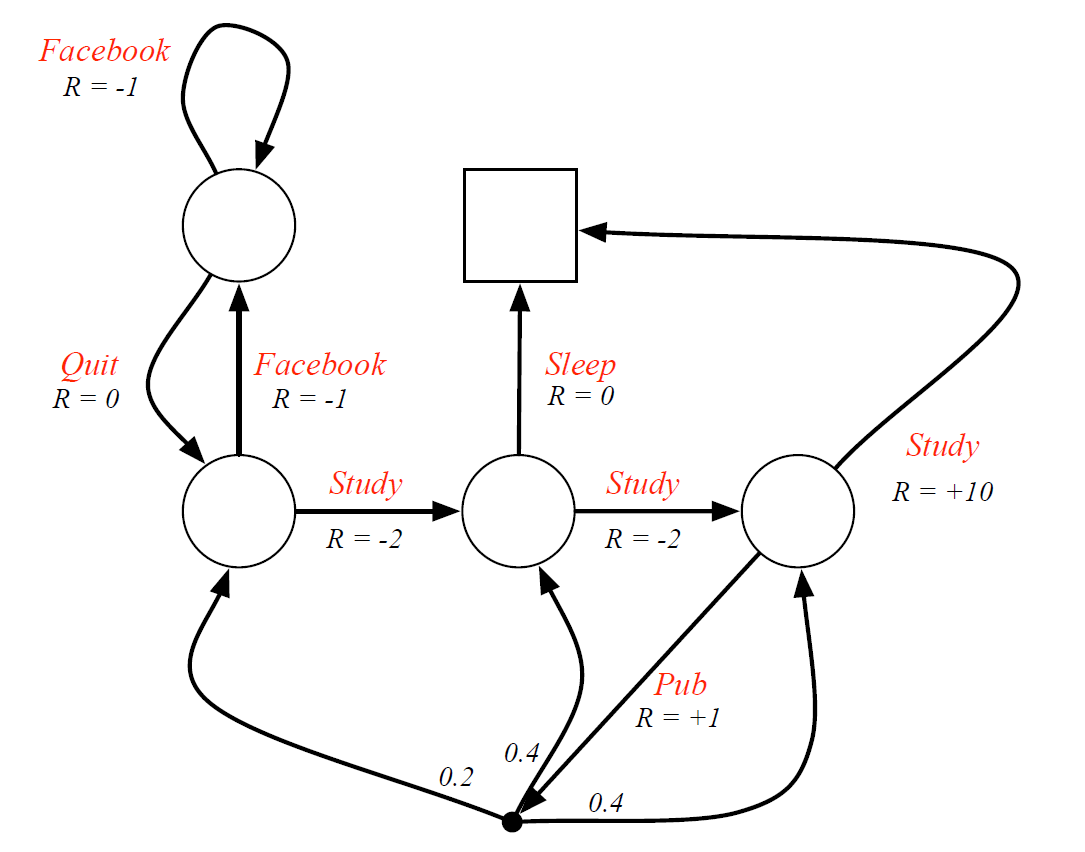 Facebook
R = -1
Quit
R = 0
Facebook
R = -1
Sleep
R = 0
Study
R = +10
Study
R = -2
Study
R = -2
Pub
R = +1
0.4
0.2
0.4